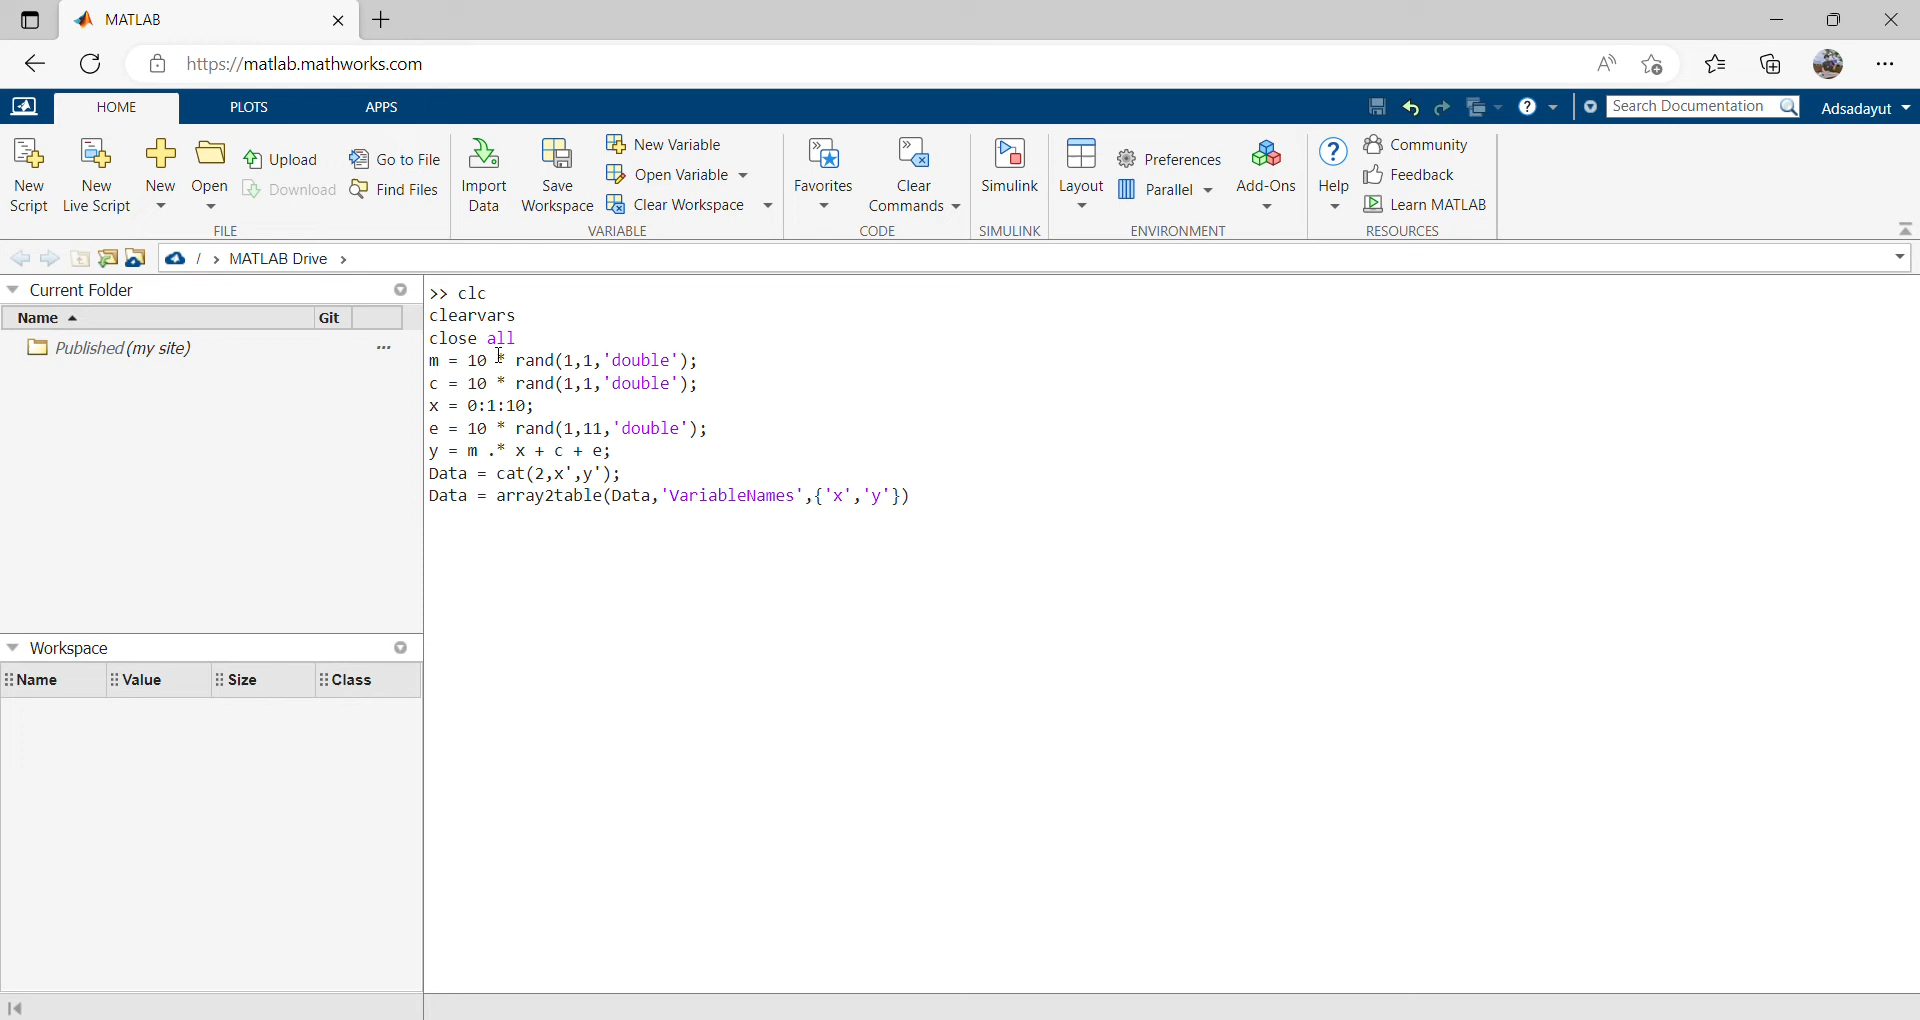 MATLAB
https://matlab.mathworks.com
HOME PLOTS APPS
Search Documentation Adsadayut
New Script
New Live Script
New
Open
Upload
Download
Go to File
Find Files
FILE
Import Data
Save Workspace
New Variable
Open Variable
Clear Workspace
VARIABLE
Favorites
Clear Commands
CODE
Simulink
SIMULINK
Layout
Preferences
Parallel
Add-Ons
ENVIRONMENT
Help
Community
Feedback
Learn MATLAB
RESOURCES
/ > MATLAB Drive >
Current Folder
Name Git
Published (my site)
Workspace
Name Value Size Class
>> clc
clearvars
close all
m = 10 * rand(1,1,'double');
c = 10 * rand(1,1,'double');
x = 0:1:10;
e = 10 * rand(1,11,'double');
y = m .* x + c + e;
Data = cat(2,x',y');
Data = array2table(Data,'VariableNames',{'x','y'})